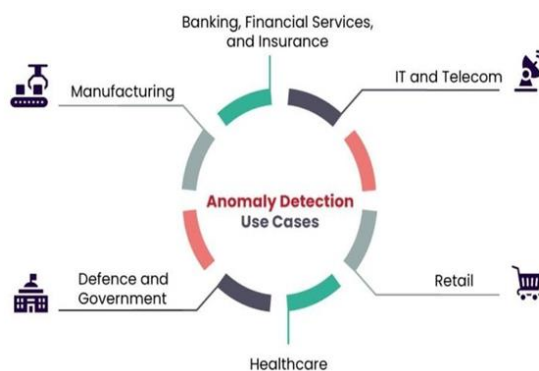 Banking, Financial Services,
and Insurance
Manufacturing
IT and Telecom
Anomaly Detection
Use Cases
Defence and
Government
Retail
Healthcare